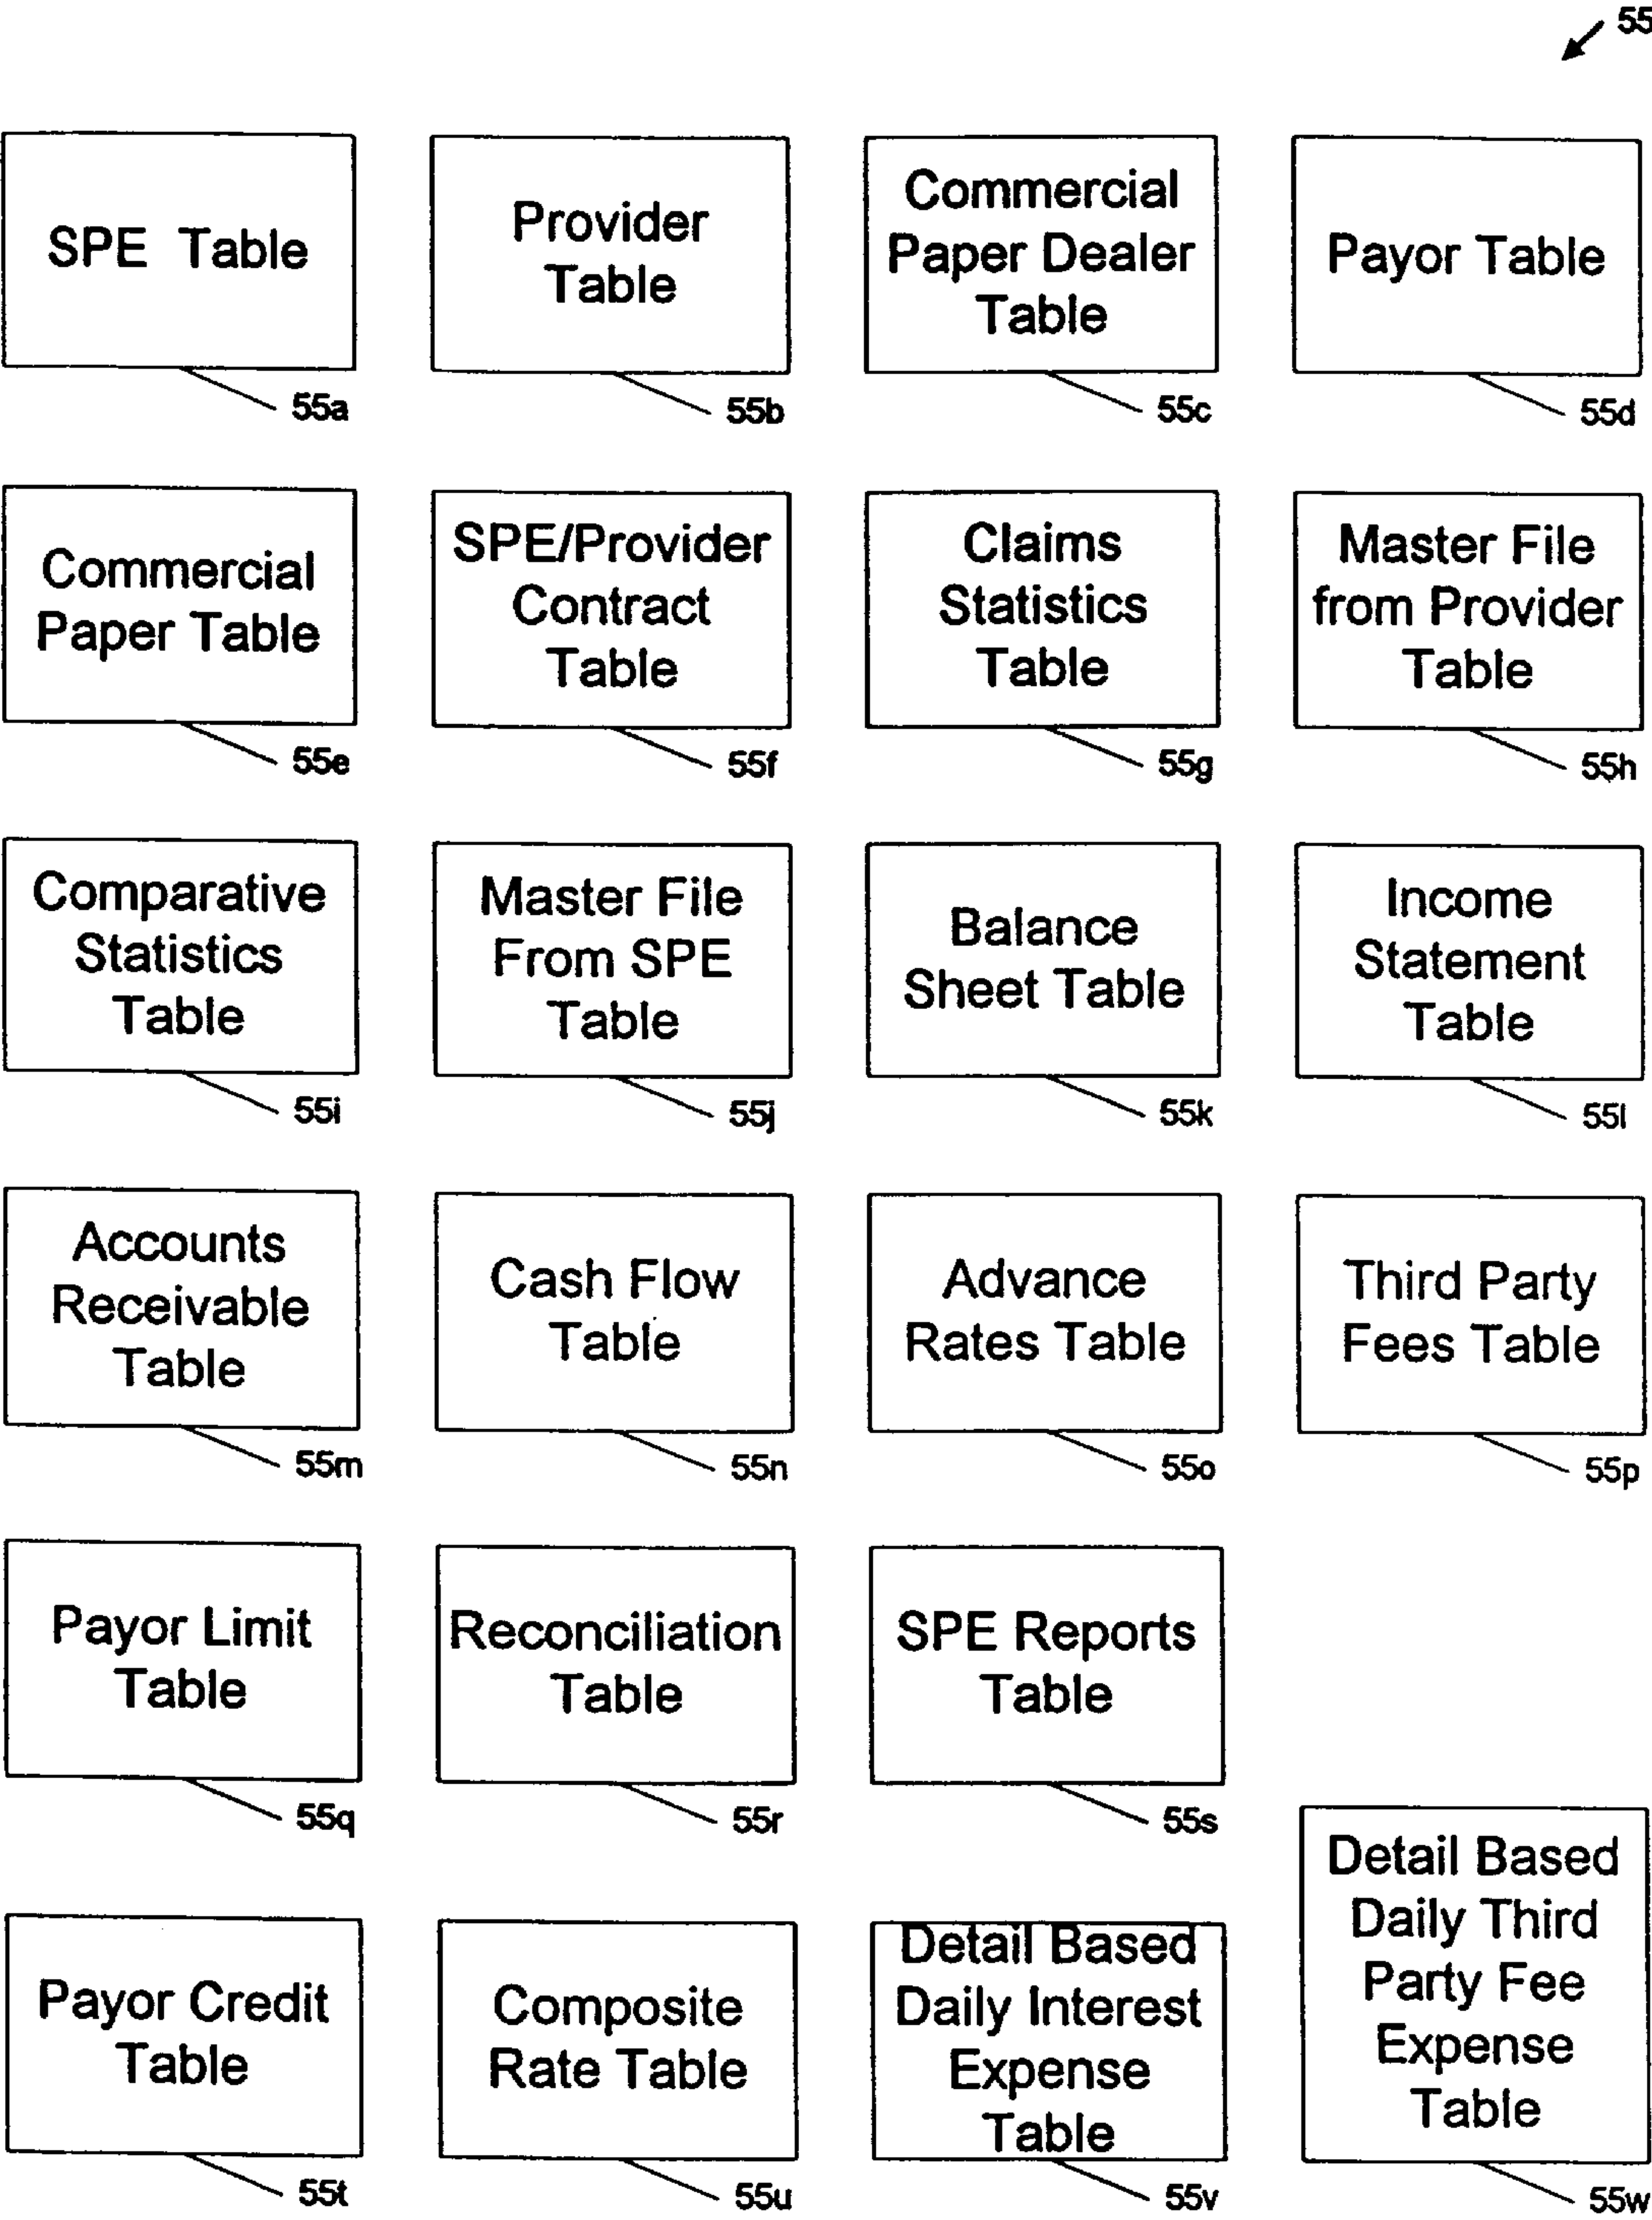 55
SPE Table
55a
Provider
Table
55b
Commercial
Paper Dealer
Table
55c
Payor Table
55d
Commercial
Paper Table
55e
SPE/Provider
Contract
Table
55f
Claims
Statistics
Table
55g
Master File
from Provider
Table
55h
Comparative
Statistics
Table
55i
Master File
From SPE
Table
55j
Balance
Sheet Table
55k
Income
Statement
Table
55l
Accounts
Receivable
Table
55m
Cash Flow
Table
55n
Advance
Rates Table
55o
Third Party
Fees Table
55p
Payor Limit
Table
55q
Reconciliation
Table
55r
SPE Reports
Table
55s
Payor Credit
Table
55t
Composite
Rate Table
55u
Detail Based
Daily Interest
Expense
Table
55v
Detail Based
Daily Third
Party Fee
Expense
Table
55w